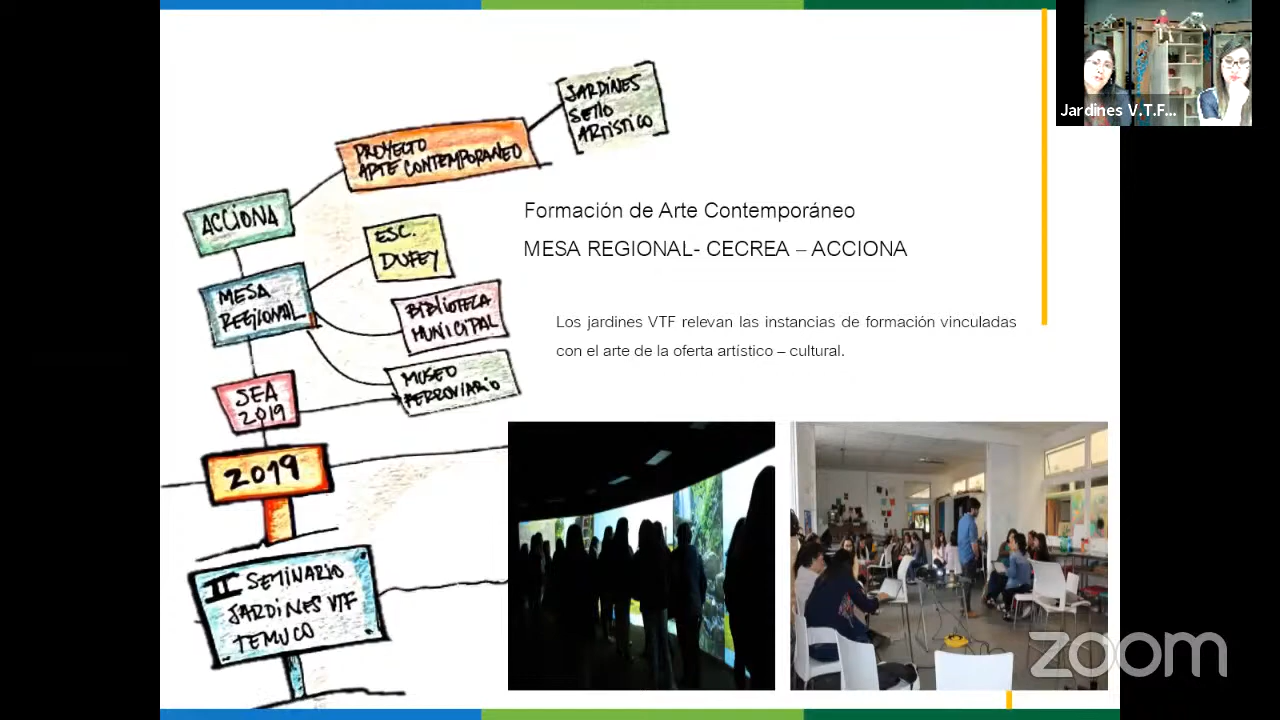 JARDINES
SELLO
ARTÍSTICO
PROYECTO
ARTE CONTEMPORANEO
ACCIONA
ESC.
DUFEY
MESA
REGIONAL
BIBLIOTECA
MUNICIPAL
MUSEO
FERROVIARIO
SEA
2019
2019
II SEMINARIO
JARDINES VTF
TEMUCO
Formación de Arte Contemporáneo
MESA REGIONAL- CECREA – ACCIONA
Los jardines VTF relevan las instancias de formación vinculadas
con el arte de la oferta artístico – cultural.
Jardines V.T.F...
zoom